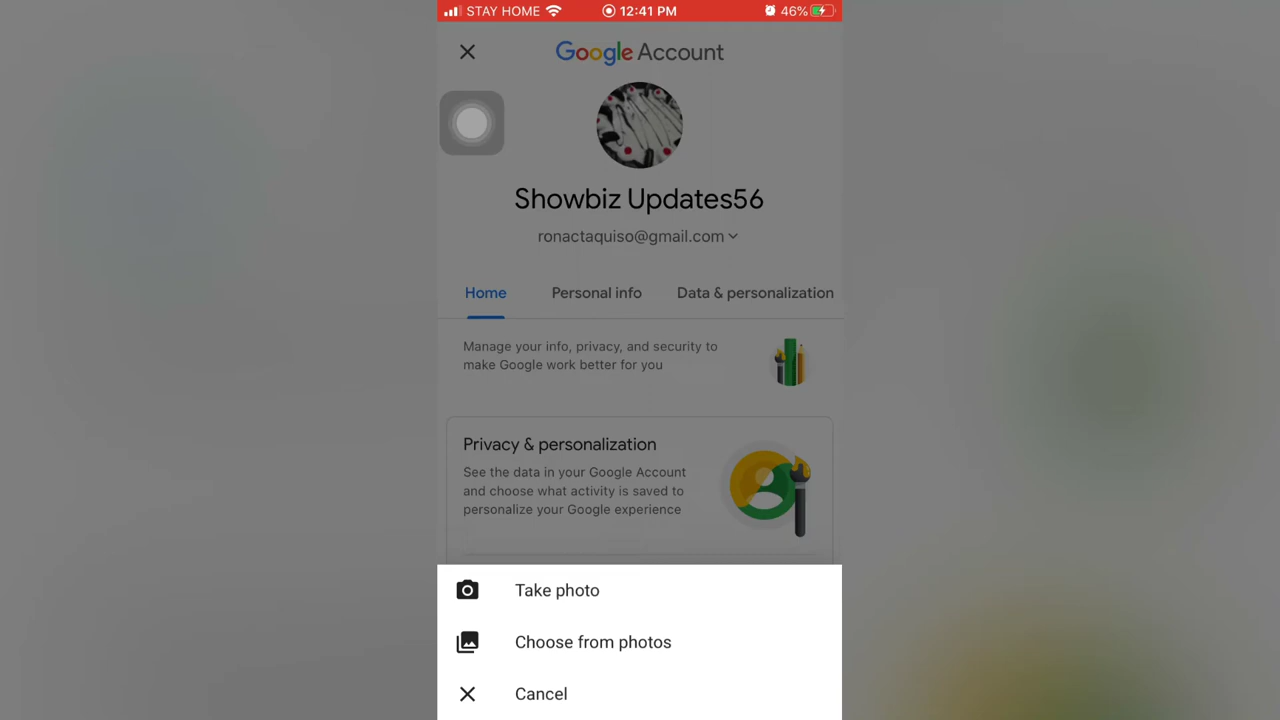 STAY HOME 12:41 PM 46%
Google Account
Showbiz Updates56
ronactaquiso@gmail.com
Home Personal info Data & personalization
Manage your info, privacy, and security to
make Google work better for you
Privacy & personalization
See the data in your Google Account
and choose what activity is saved to
personalize your Google experience
Take photo
Choose from photos
Cancel